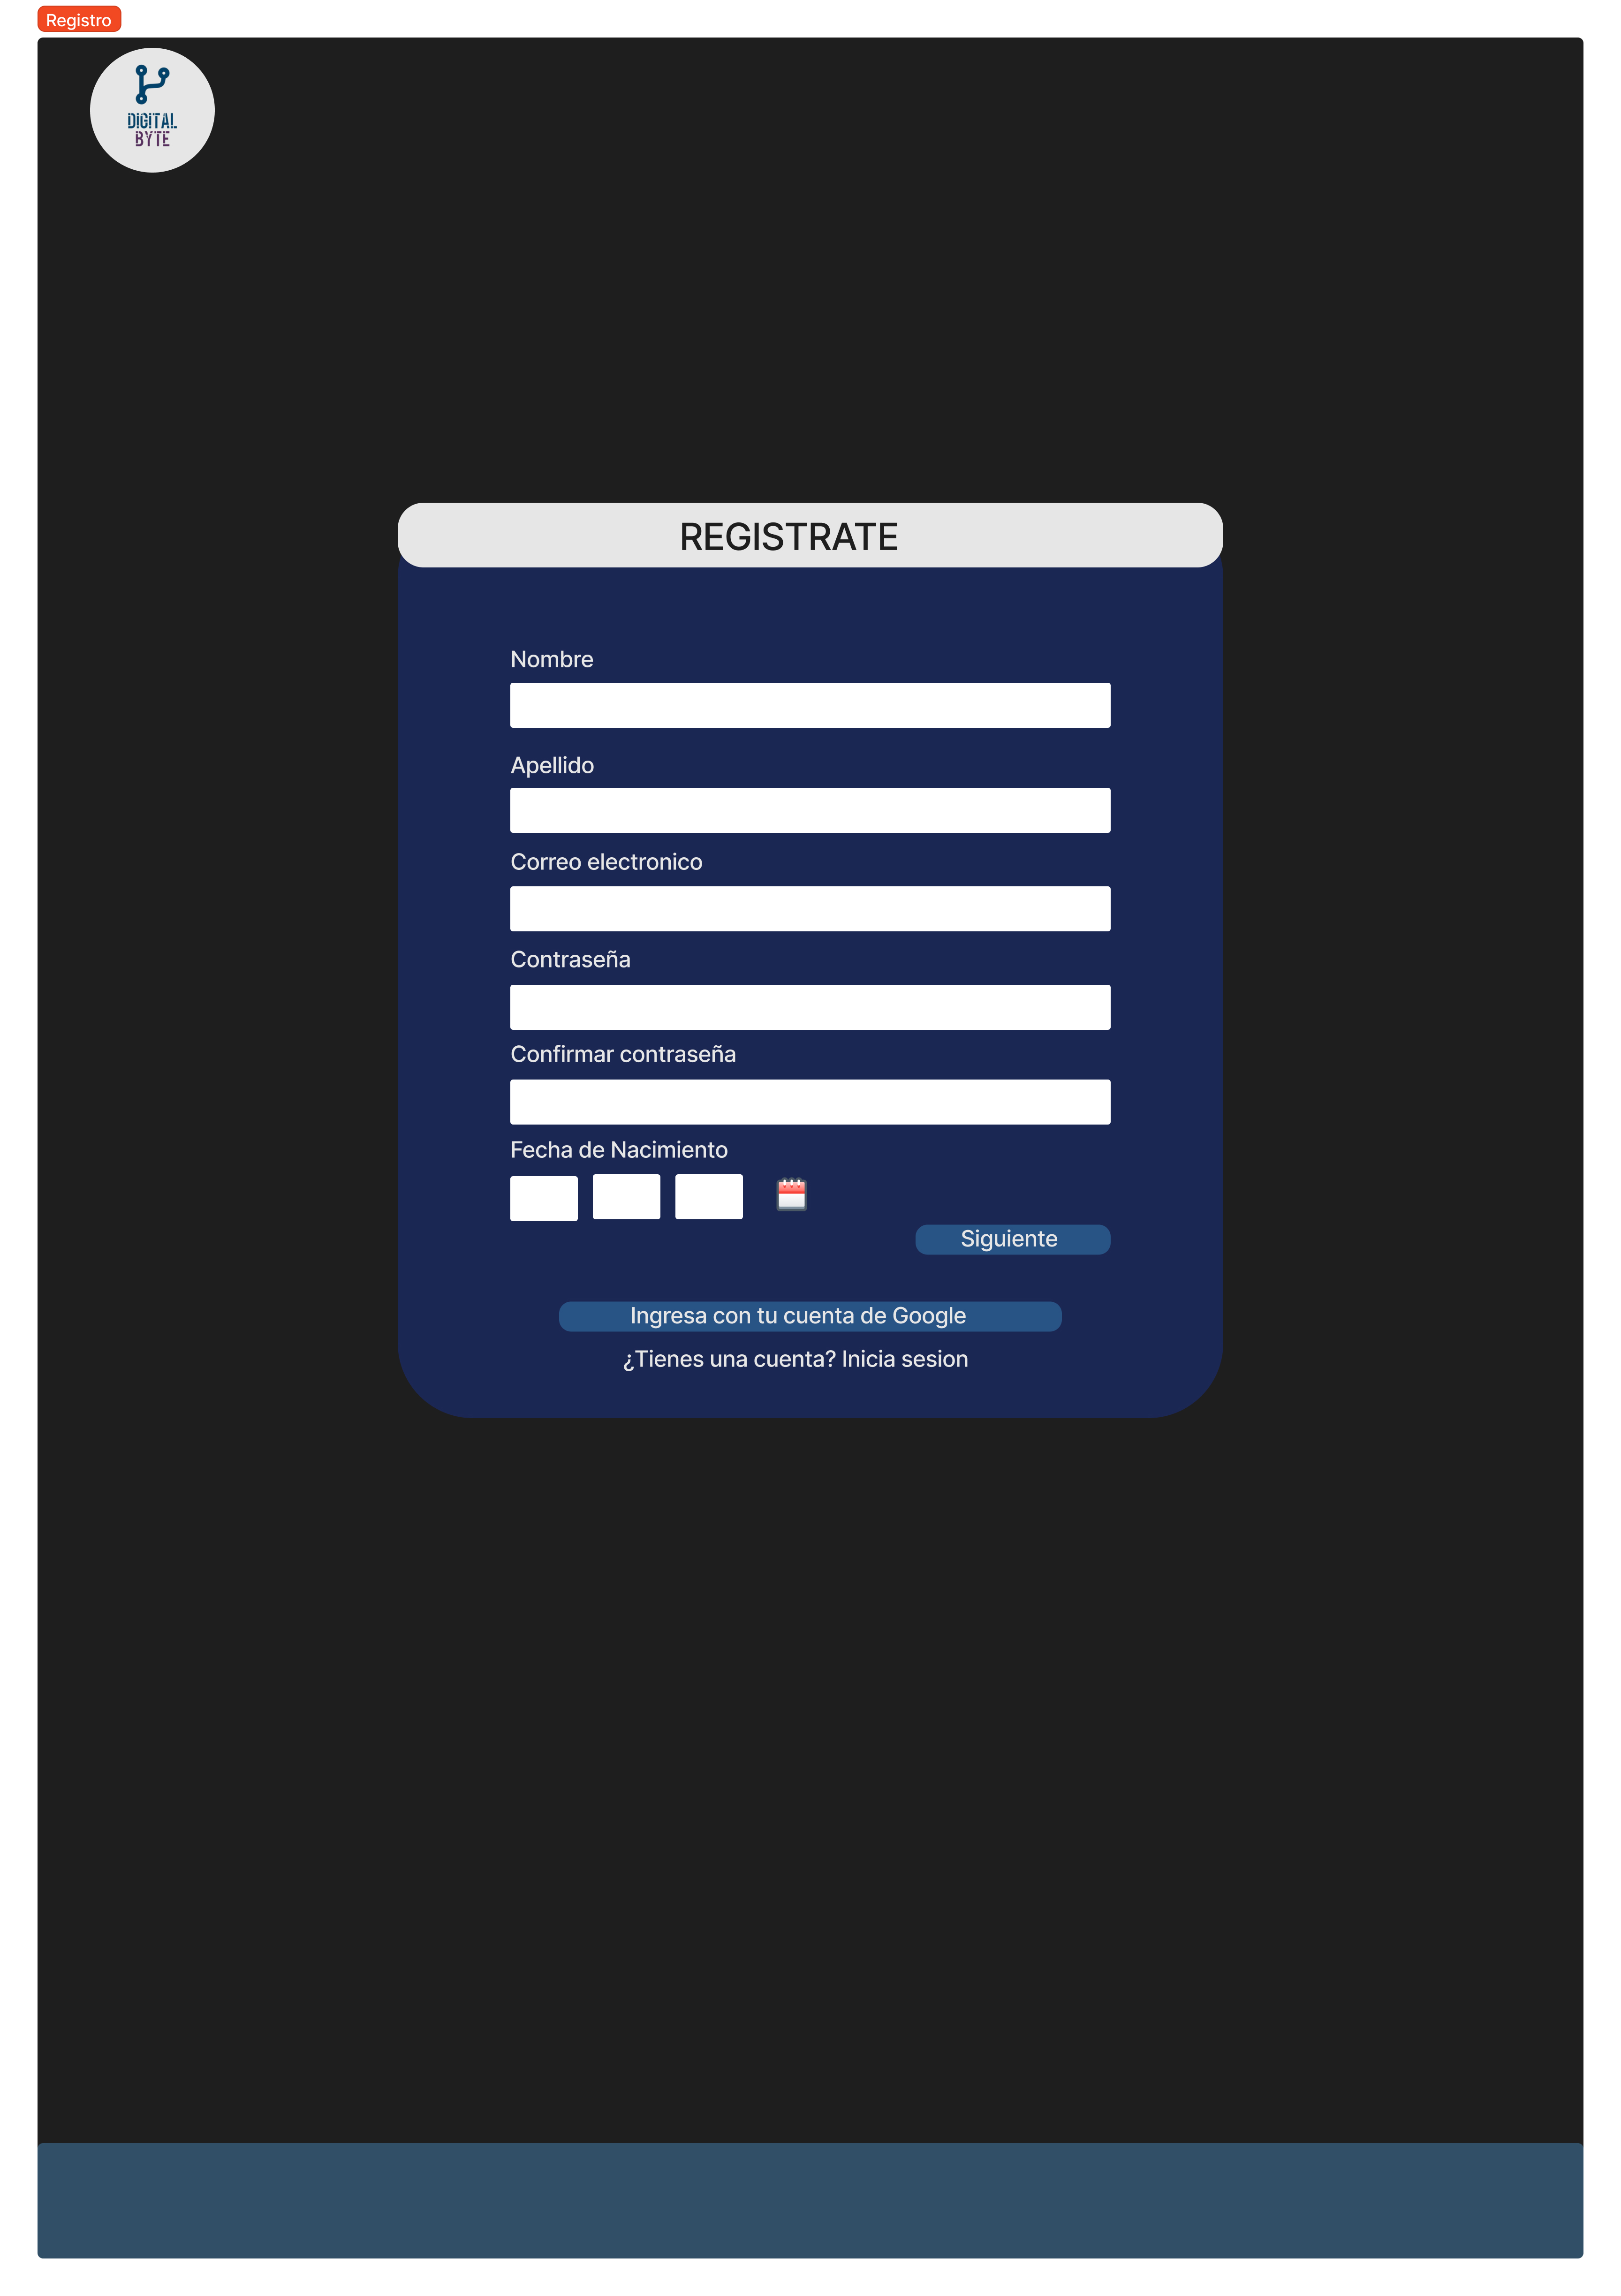 Registro
DIGITAL
BYTE
REGISTRATE
Nombre
Apellido
Correo electronico
Contraseña
Confirmar contraseña
Fecha de Nacimiento
Siguiente
Ingresa con tu cuenta de Google
¿Tienes una cuenta? Inicia sesion